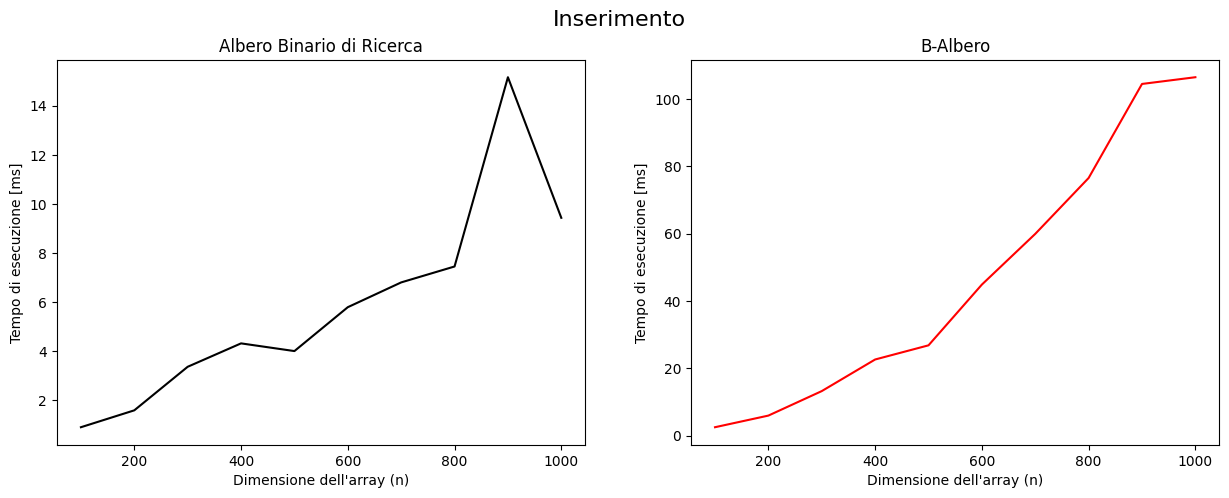 Inserimento
Albero Binario di Ricerca
Tempo di esecuzione [ms]
14
12
10
8
6
4
2
200 400 600 800 1000
Dimensione dell'array (n)
B-Albero
Tempo di esecuzione [ms]
100
80
60
40
20
0
200 400 600 800 1000
Dimensione dell'array (n)